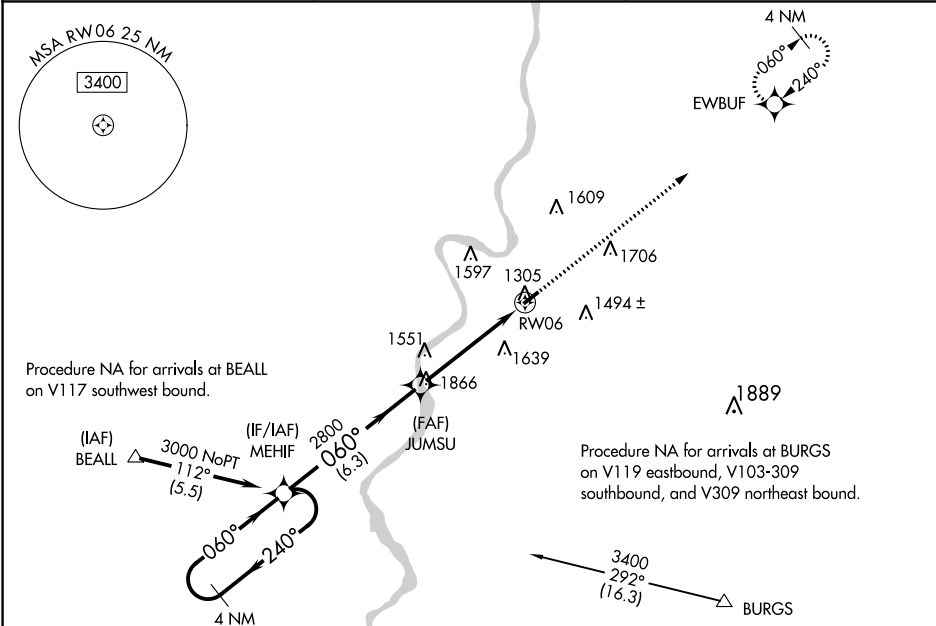 MSA RW06 25 NM
3400
4 NM
060°
240°
EWBUF
1609
1597
1706
1305
1494 ±
RW06
1551
1639
1866
Procedure NA for arrivals at BEALL
on V117 southwest bound.
1889
(FAF)
JUMSU
(IF/IAF)
MEHIF
2800
060°
(6.3)
(IAF)
BEALL
3000 NoPT
112°
(5.5)
Procedure NA for arrivals at BURGS
on V119 eastbound, V103-309
southbound, and V309 northeast bound.
060°
240°
4 NM
3400
292°
(16.3)
BURGS